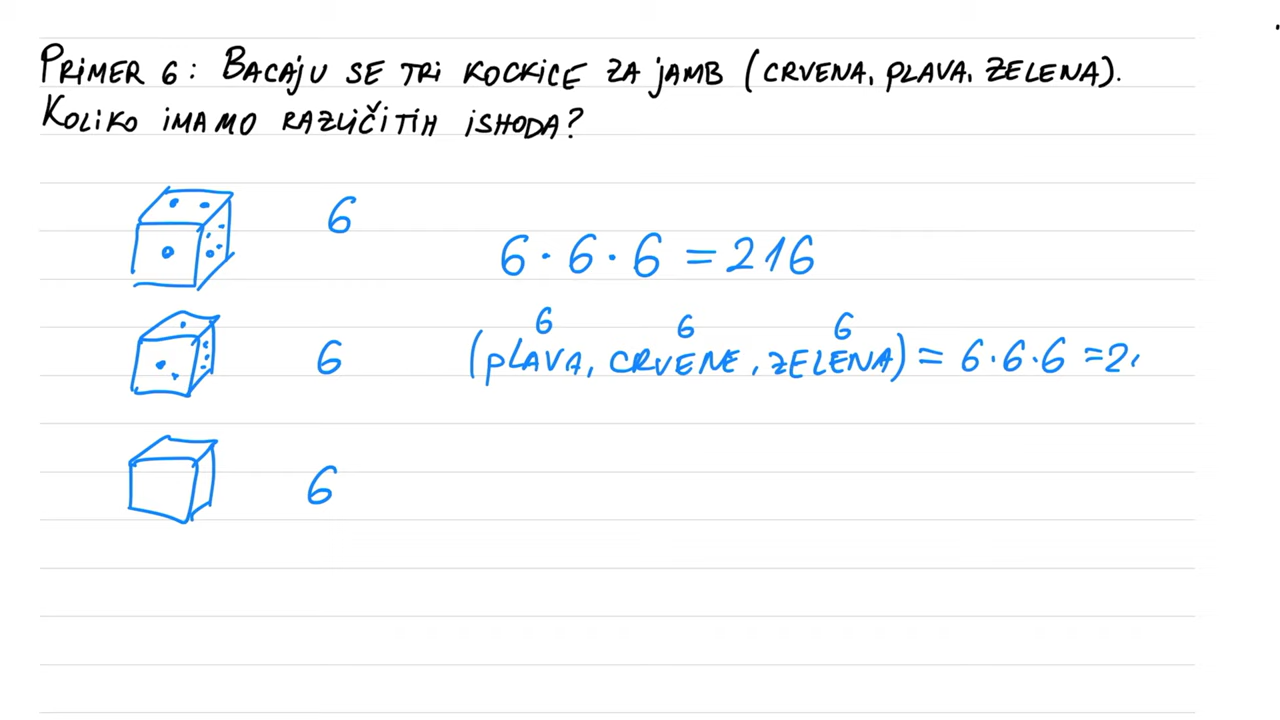 PRIMER 6: BACAJU SE TRI KOCKICE ZA JAMB (CRVENA, PLAVA, ZELENA).
KOLIKO IMAMO RAZLIČITIH ISHODA?
6
6 · 6 · 6 = 216
6 6 6
6 (PLAVA, CRVENE, ZELENA) = 6 · 6 · 6 = 2
6